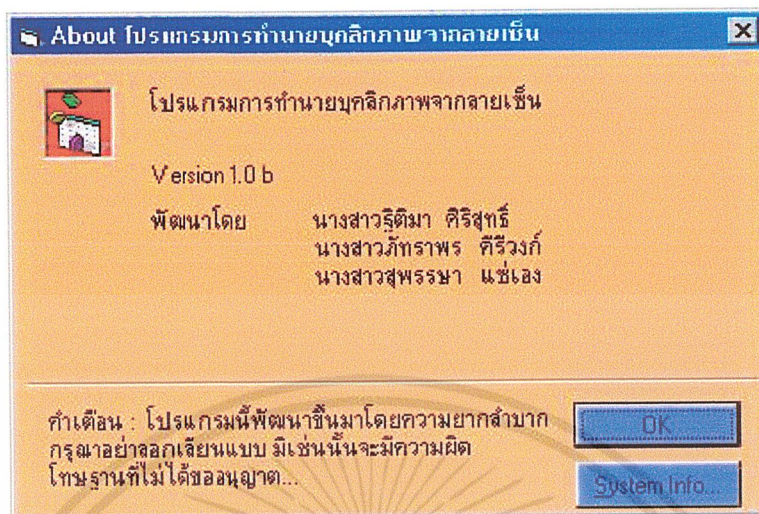 About โปรแกรมการทำนายบุคลิกภาพจากลายเซ็น
โปรแกรมการทำนายบุคลิกภาพจากลายเซ็น
Version 1.0 b
พัฒนาโดย นางสาวฐิติมา ศิริสุทธิ์
นางสาวภัทราพร คีรีวงก์
นางสาวสุพรรษา แซ่เอง
คำเตือน : โปรแกรมนี้พัฒนาขึ้นมาโดยความยากลำบาก
กรุณาอย่าลอกเลียนแบบ มิเช่นนั้นจะมีความผิด
โทษฐานที่ไม่ได้ขออนุญาต...
OK
System Info...